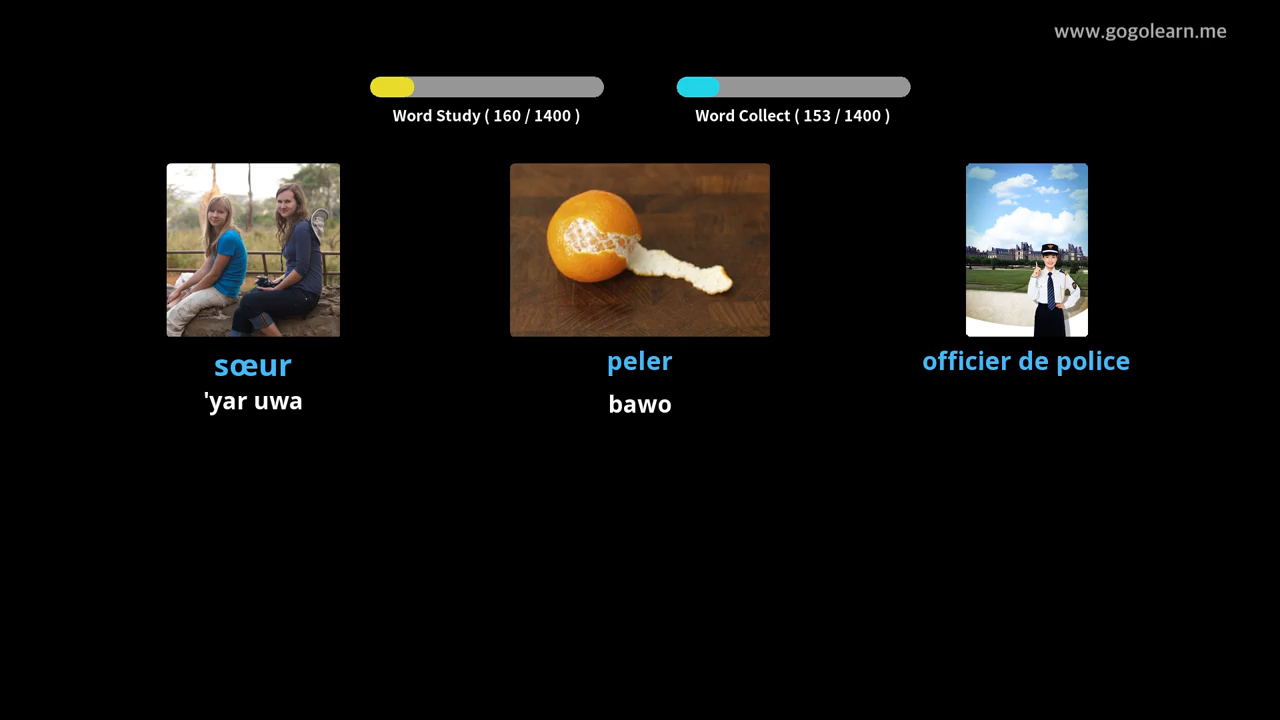 www.gogolearn.me
Word Study ( 160 / 1400 )
Word Collect ( 153 / 1400 )
sœur
'yar uwa
peler
bawo
officier de police